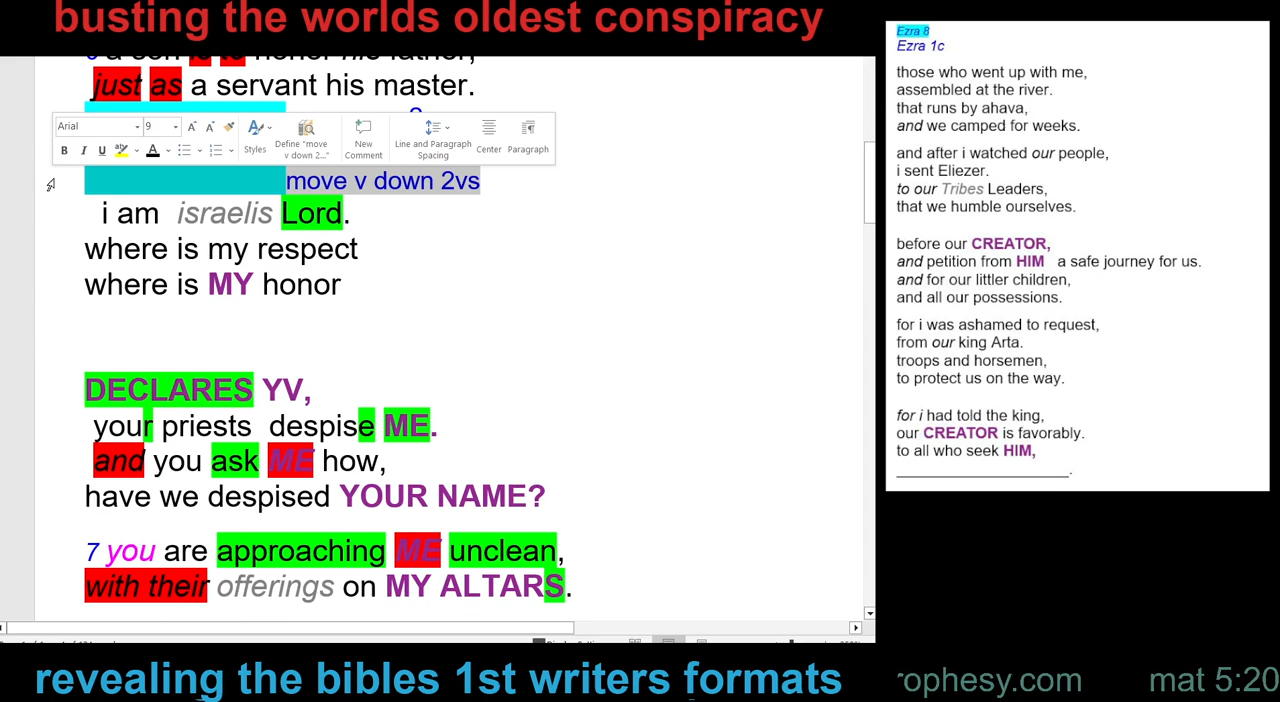 busting the worlds oldest conspiracy
just as a servant his master.
Arial
9
Styles
Define "move v down 2..."
New Comment
Line and Paragraph Spacing
Center
Paragraph
move v down 2vs
i am israelis Lord.
where is my respect
where is MY honor
DECLARES YV,
your priests despise ME.
and you ask ME how,
have we despised YOUR NAME?
7 you are approaching ME unclean,
with their offerings on MY ALTARS.
revealing the bibles 1st writers formats
Ezra 8
Ezra 1c
those who went up with me,
assembled at the river.
that runs by ahava,
and we camped for weeks.
and after i watched our people,
i sent Eliezer.
to our Tribes Leaders,
that we humble ourselves.
before our CREATOR,
and petition from HIM a safe journey for us.
and for our littler children,
and all our possessions.
for i was ashamed to request,
from our king Arta.
troops and horsemen,
to protect us on the way.
for i had told the king,
our CREATOR is favorably.
to all who seek HIM,
rophesy.com mat 5:20